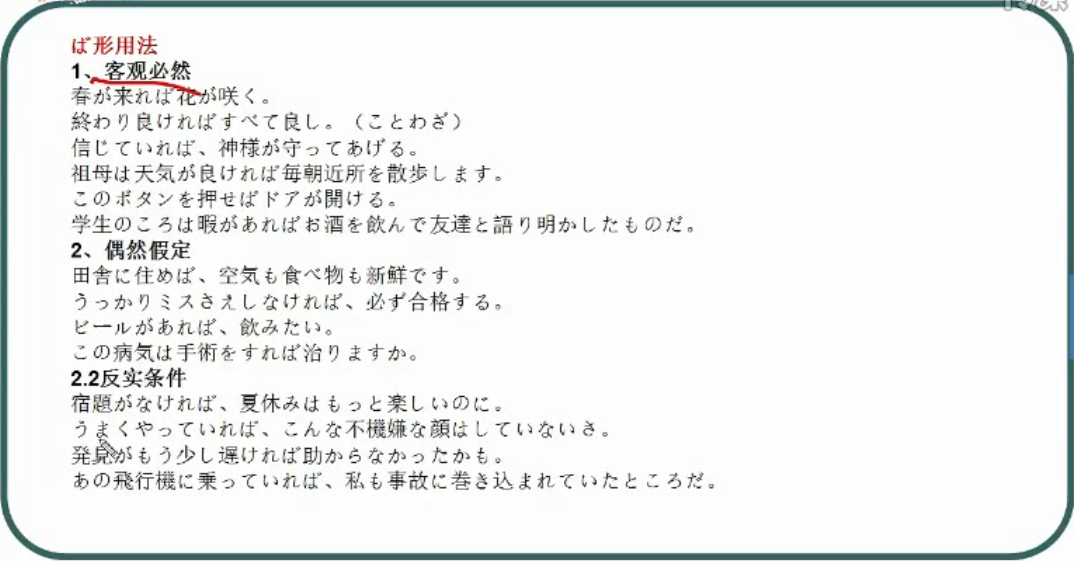 ば形用法
1、客观必然
春が来れば花が咲く。
終わり良ければすべて良し。（ことわざ）
信じていれば、神様が守ってあげる。
祖母は天気が良ければ毎朝近所を散歩します。
このボタンを押せばドアが開ける。
学生のころは暇があればお酒を飲んで友達と語り明かしたものだ。
2、偶然假定
田舎に住めば、空気も食べ物も新鮮です。
うっかりミスさえしなければ、必ず合格する。
ビールがあれば、飲みたい。
この病気は手術をすれば治りますか。
2.2反实条件
宿題がなければ、夏休みはもっと楽しいのに。
うまくやっていれば、こんな不機嫌な顔はしていないさ。
発見がもう少し遅ければ助からなかったかも。
あの飛行機に乗っていれば、私も事故に巻き込まれていたところだ。